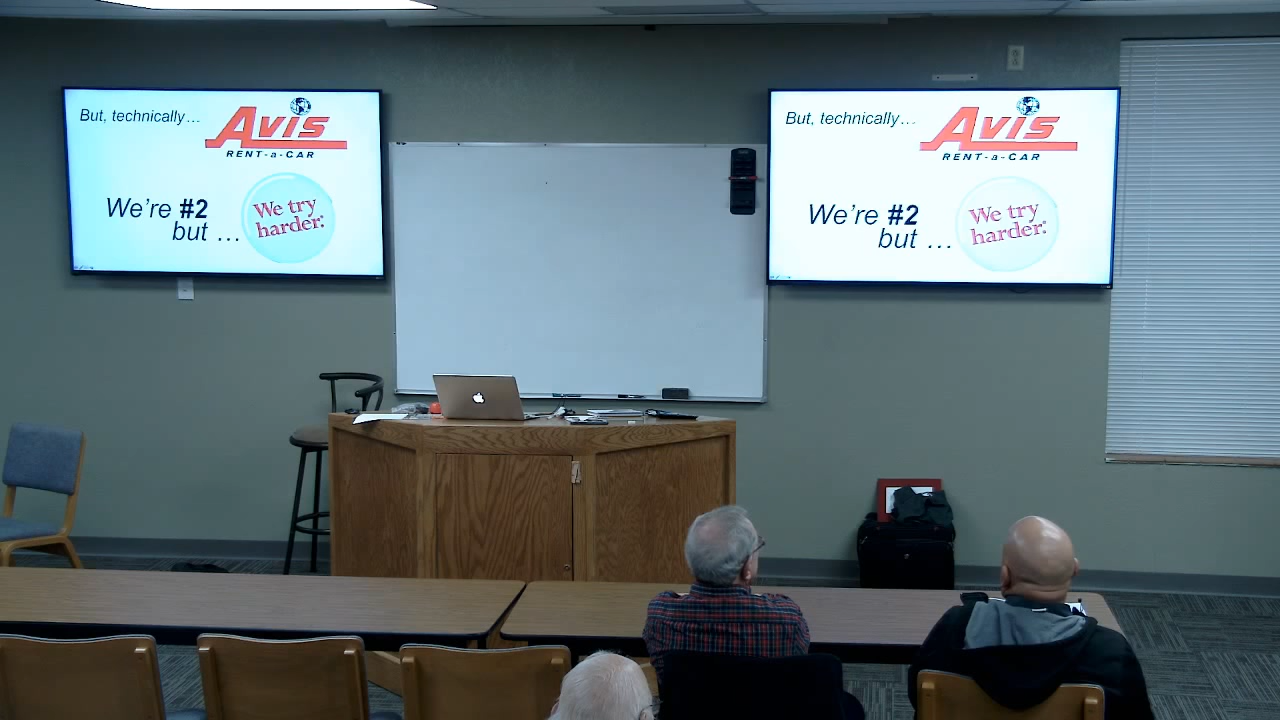 But, technically…
AVIS
RENT-a-CAR
We're #2
but …
We try
harder.
But, technically…
AVIS
RENT-a-CAR
We're #2
but …
We try
harder.